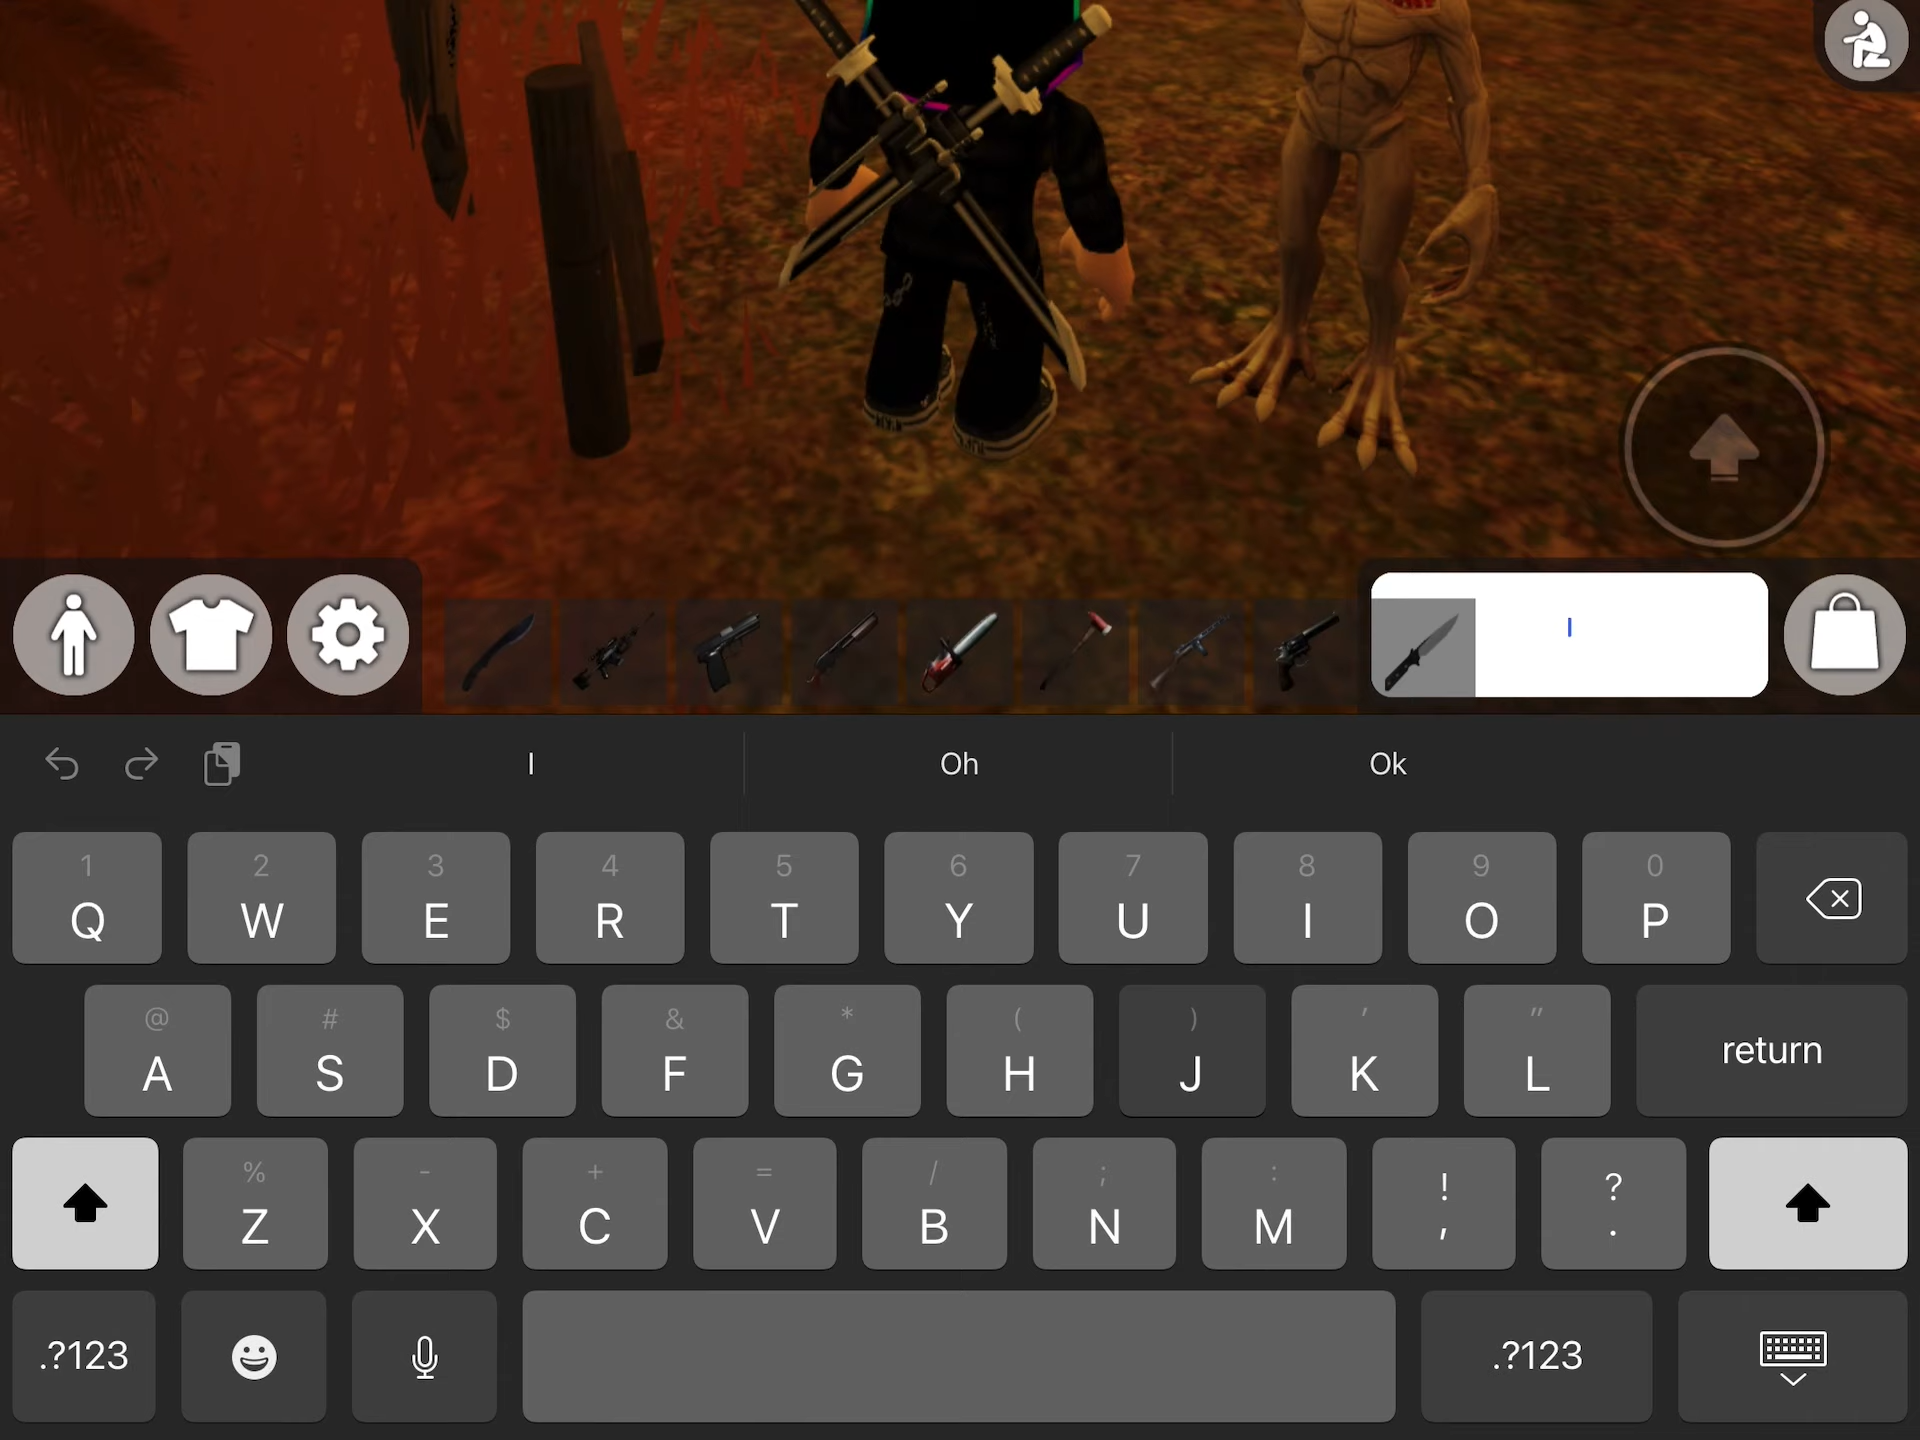 I Oh Ok
1 2 3 4 5 6 7 8 9 0
Q W E R T Y U I O P
@ # $ & * ( ) ' "
A S D F G H J K L return
% - + = / ; : ! ?
Z X C V B N M , .
.?123 .?123